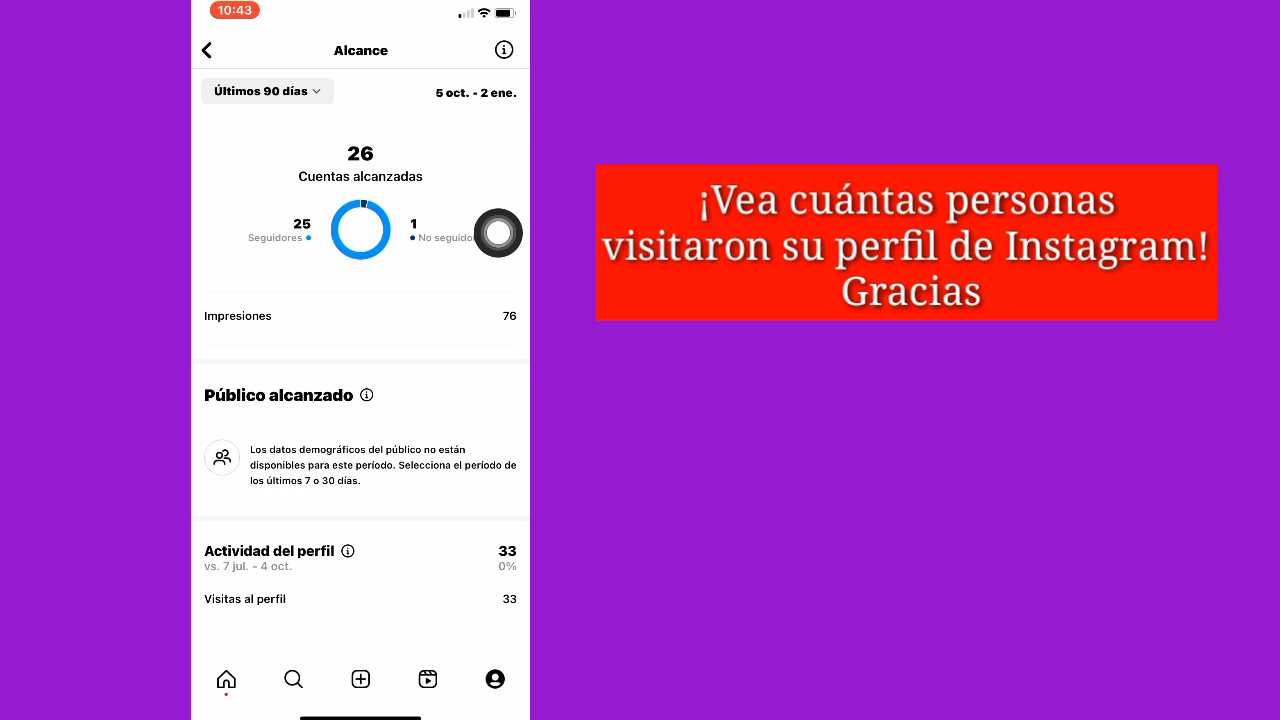 10:43
Alcance
Últimos 90 días
5 oct. - 2 ene.
26
Cuentas alcanzadas
25
Seguidores
1
No
Impresiones
76
Público alcanzado
Los datos demográficos del público no están
disponibles para este período. Selecciona el período de
los últimos 7 o 30 días.
Actividad del perfil
33
vs. 7 jul. - 4 oct.
0%
Visitas al perfil
33
¡Vea cuántas personas
visitaron su perfil de Instagram!
Gracias